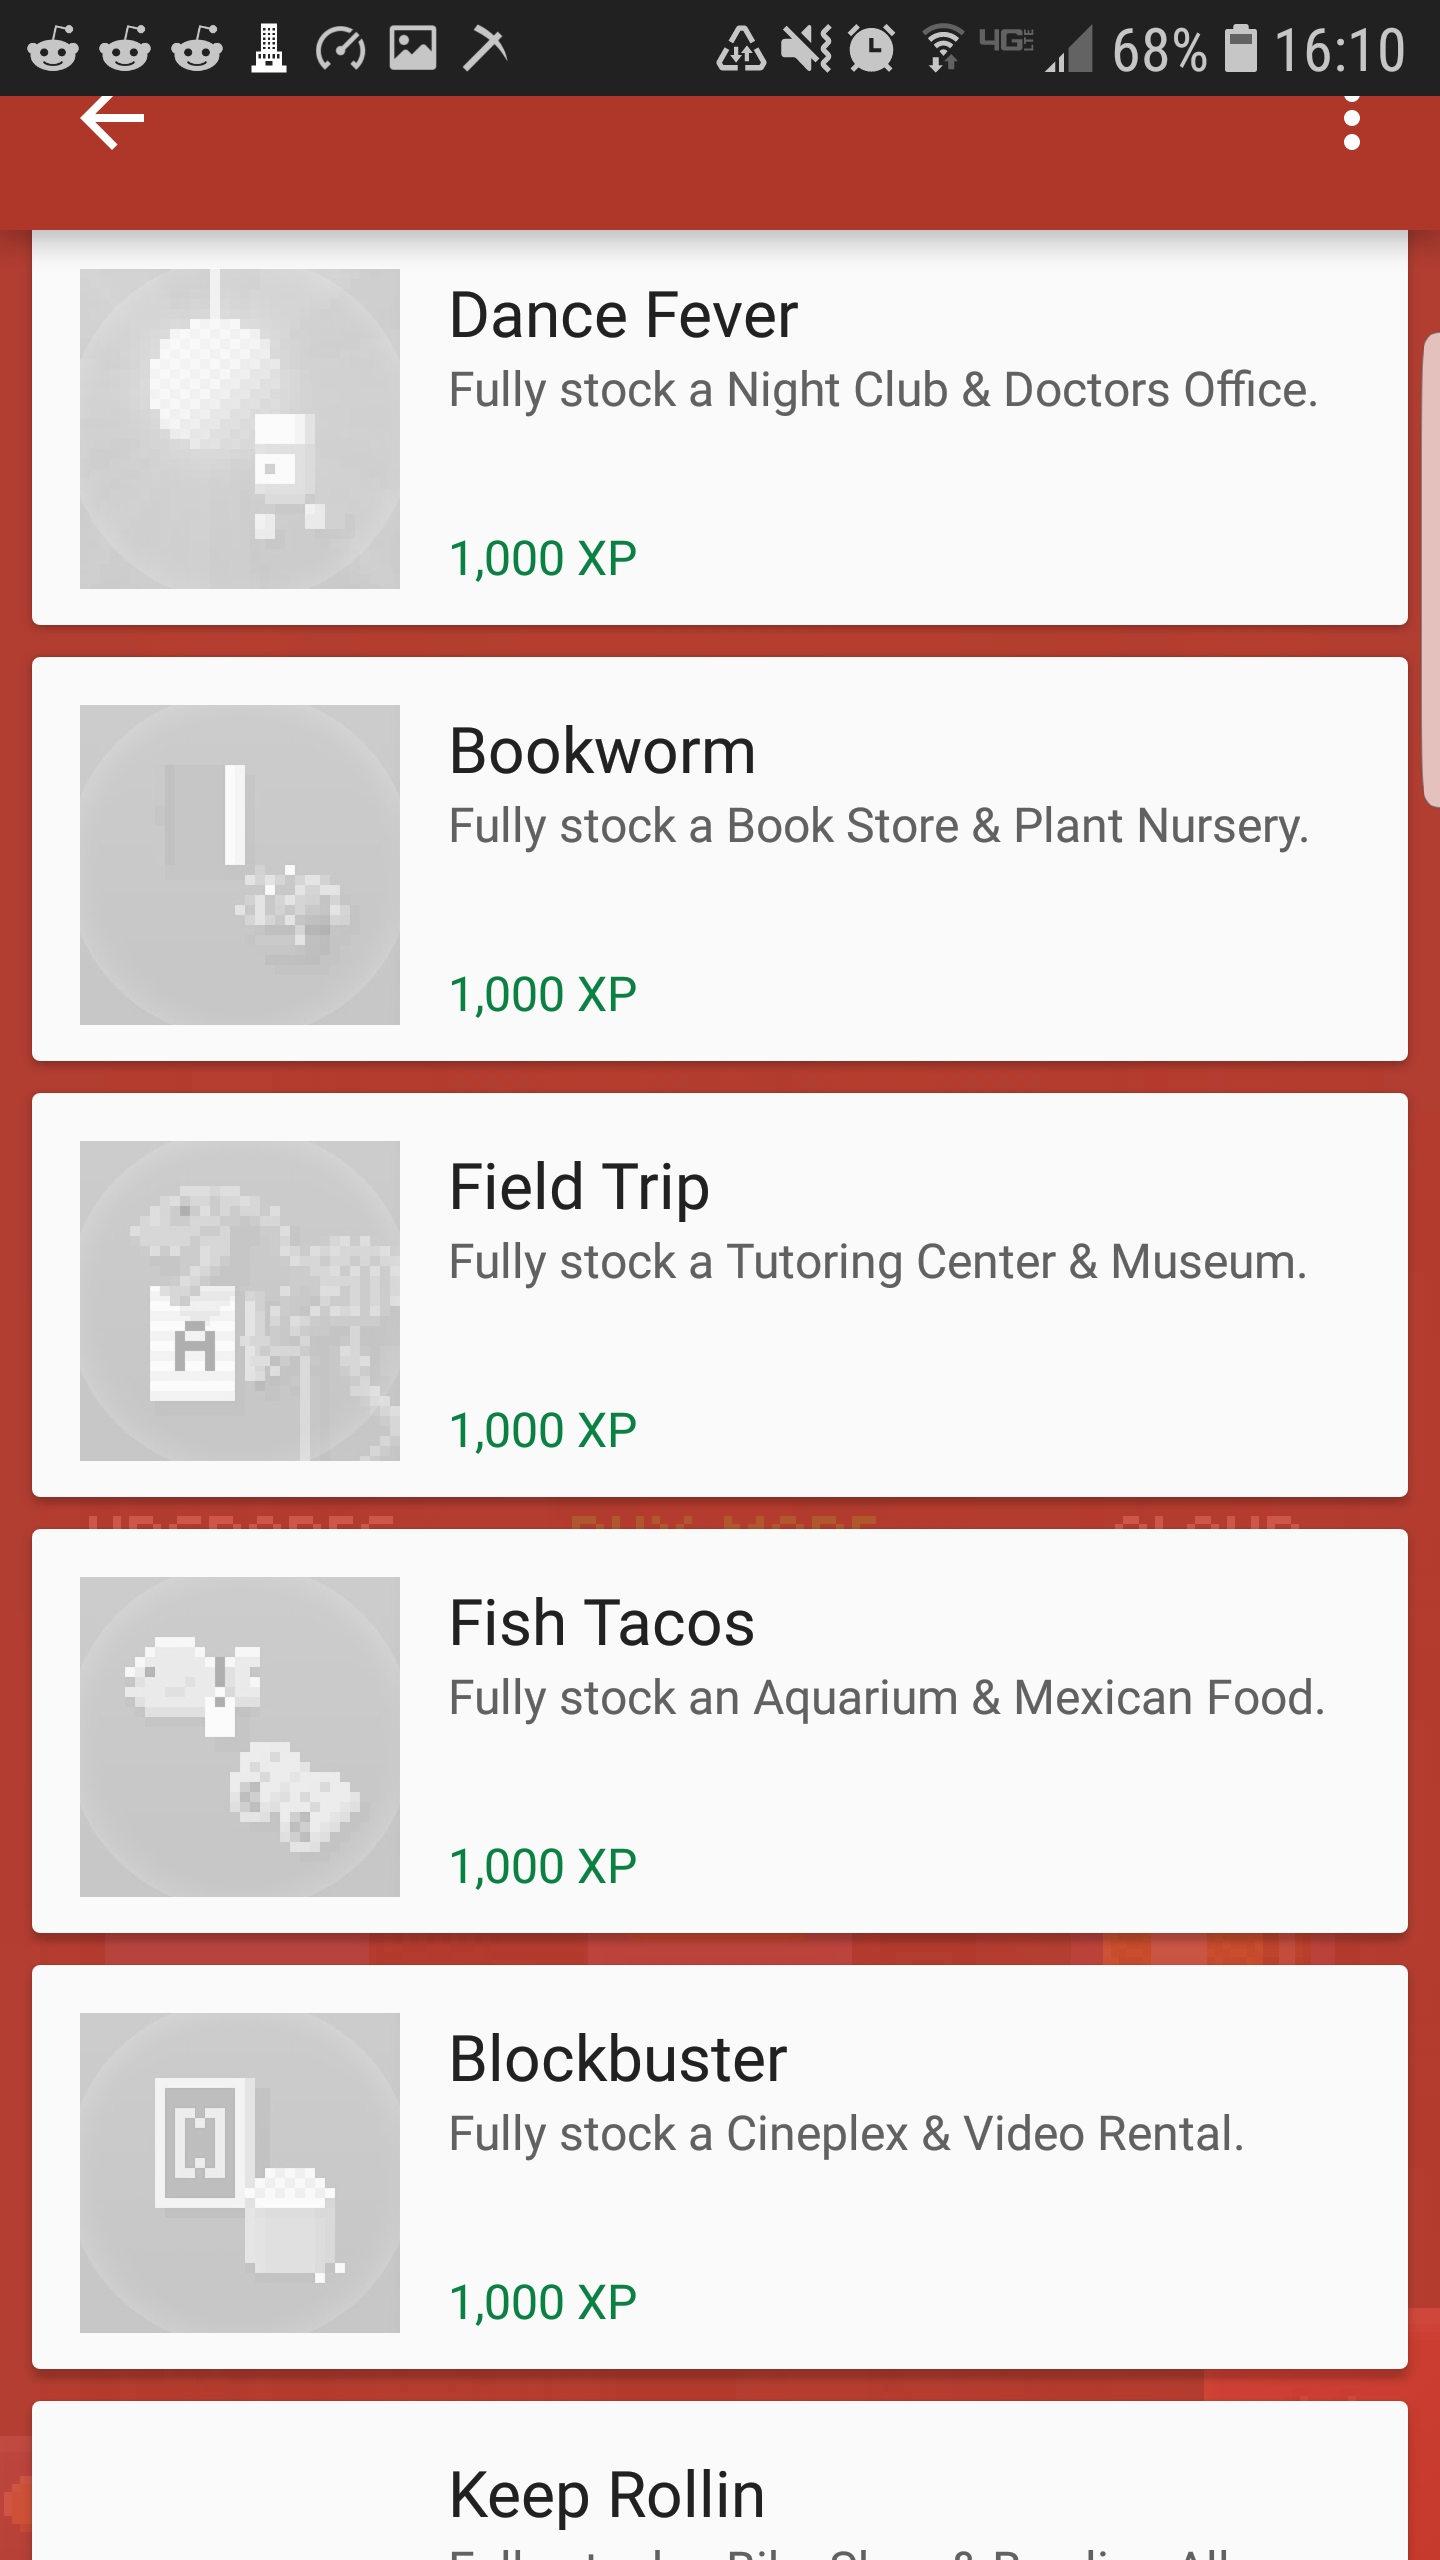 4G LTE 68% 16:10
Dance Fever
Fully stock a Night Club & Doctors Office.
1,000 XP
Bookworm
Fully stock a Book Store & Plant Nursery.
1,000 XP
A
Field Trip
Fully stock a Tutoring Center & Museum.
1,000 XP
Fish Tacos
Fully stock an Aquarium & Mexican Food.
1,000 XP
Blockbuster
Fully stock a Cineplex & Video Rental.
1,000 XP
Keep Rollin